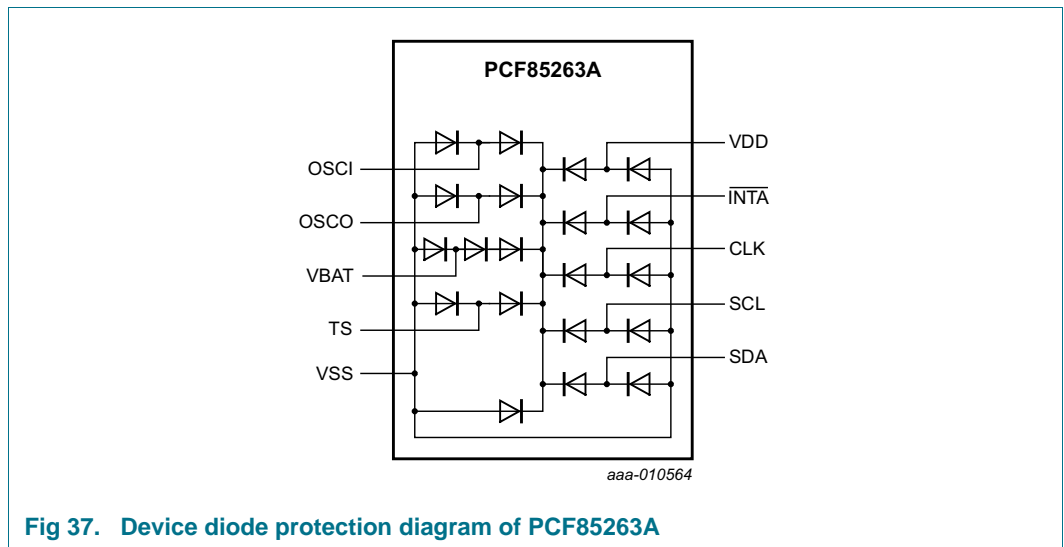 PCF85263A
OSCI
OSCO
VBAT
TS
VSS
VDD
INTA
CLK
SCL
SDA
aaa-010564
Fig 37. Device diode protection diagram of PCF85263A